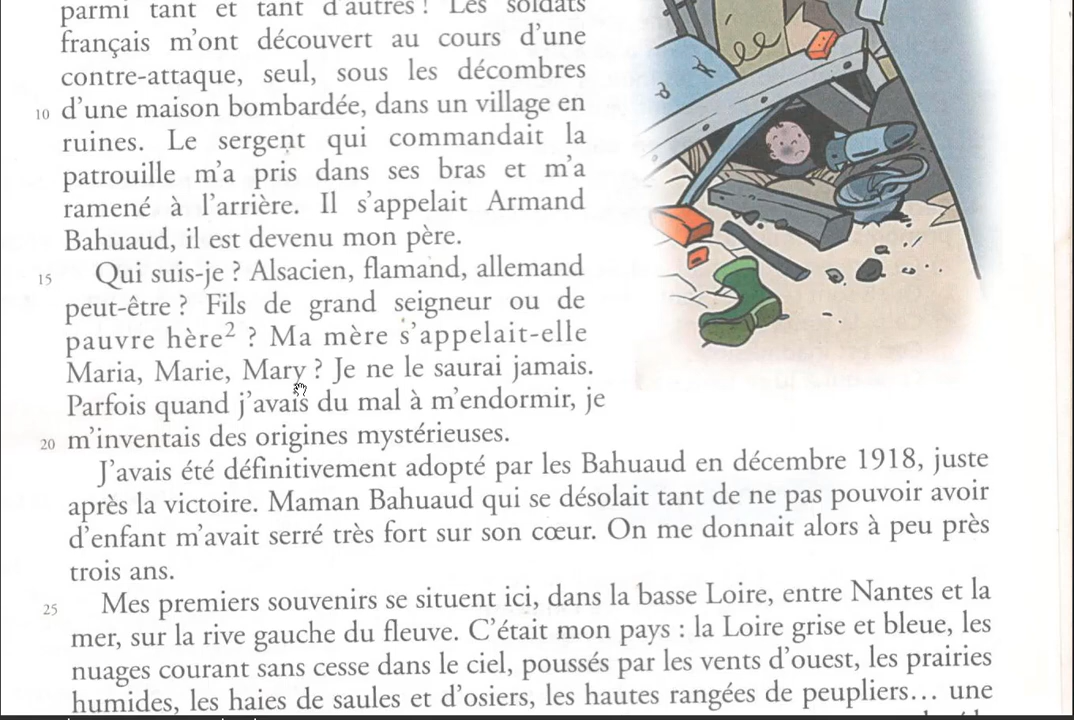 parmi tant et tant d'autres ! Les soldats
français m'ont découvert au cours d'une
contre-attaque, seul, sous les décombres
10 d'une maison bombardée, dans un village en
ruines. Le sergent qui commandait la
patrouille m'a pris dans ses bras et m'a
ramené à l'arrière. Il s'appelait Armand
Bahuaud, il est devenu mon père.
15 Qui suis-je ? Alsacien, flamand, allemand
peut-être ? Fils de grand seigneur ou de
pauvre hère² ? Ma mère s'appelait-elle
Maria, Marie, Mary ? Je ne le saurai jamais.
Parfois quand j'avais du mal à m'endormir, je
20 m'inventais des origines mystérieuses.
J'avais été définitivement adopté par les Bahuaud en décembre 1918, juste
après la victoire. Maman Bahuaud qui se désolait tant de ne pas pouvoir avoir
d'enfant m'avait serré très fort sur son cœur. On me donnait alors à peu près
trois ans.
25 Mes premiers souvenirs se situent ici, dans la basse Loire, entre Nantes et la
mer, sur la rive gauche du fleuve. C'était mon pays : la Loire grise et bleue, les
nuages courant sans cesse dans le ciel, poussés par les vents d'ouest, les prairies
humides, les haies de saules et d'osiers, les hautes rangées de peupliers... une